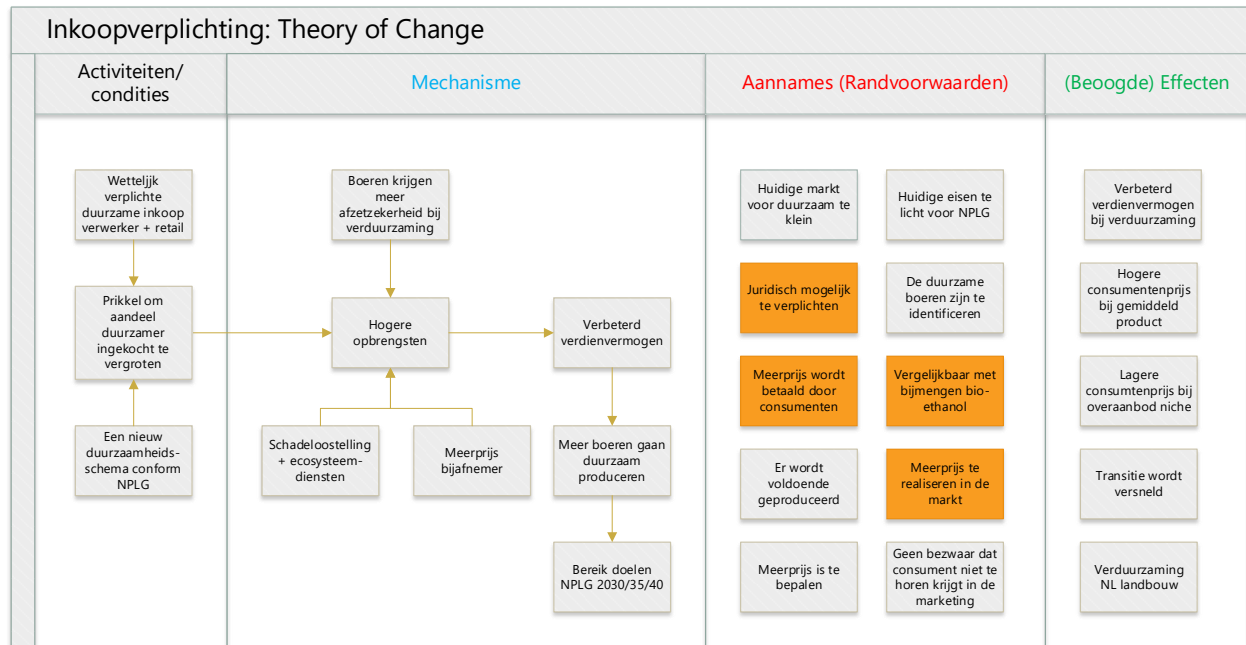 Inkoopverplichting: Theory of Change
Activiteiten/
condities
Mechanisme
Aannames (Randvoorwaarden)
(Beoogde) Effecten
Wettelijk
verplichte
duurzame inkoop
verwerker + retail
Prikkel om
aandeel
duurzamer
ingekocht te
vergroten
Een nieuw
duurzaamheids-
schema conform
NPLG
Boeren krijgen
meer
afzetzekerheid bij
verduurzaming
Hogere
opbrengsten
Schadeloostelling
+ ecosysteem-
diensten
Meerprijs
bijafnemer
Verbeterd
verdienvermogen
Meer boeren gaan
duurzaam
produceren
Bereik doelen
NPLG 2030/35/40
Huidige markt
voor duurzaam te
klein
Huidige eisen te
licht voor NPLG
Juridisch mogelijk
te verplichten
De duurzame
boeren zijn te
identificeren
Meerprijs wordt
betaald door
consumenten
Vergelijkbaar met
bijmengen bio-
ethanol
Er wordt
voldoende
geproduceerd
Meerprijs te
realiseren in de
markt
Meerprijs is te
bepalen
Geen bezwaar dat
consument niet te
horen krijgt in de
marketing
Verbeterd
verdienvermogen
bij verduurzaming
Hogere
consumentenprijs
bij gemiddeld
product
Lagere
consumtenprijs bij
overaanbod niche
Transitie wordt
versneld
Verduurzaming
NL landbouw